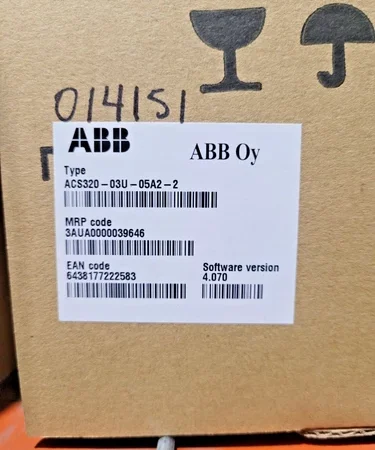 014151
ABB
ABB Oy
Type
ACS320-03U-05A2-2
MRP code
3AUA0000039646
EAN code
6438177222583
Software version
4.070